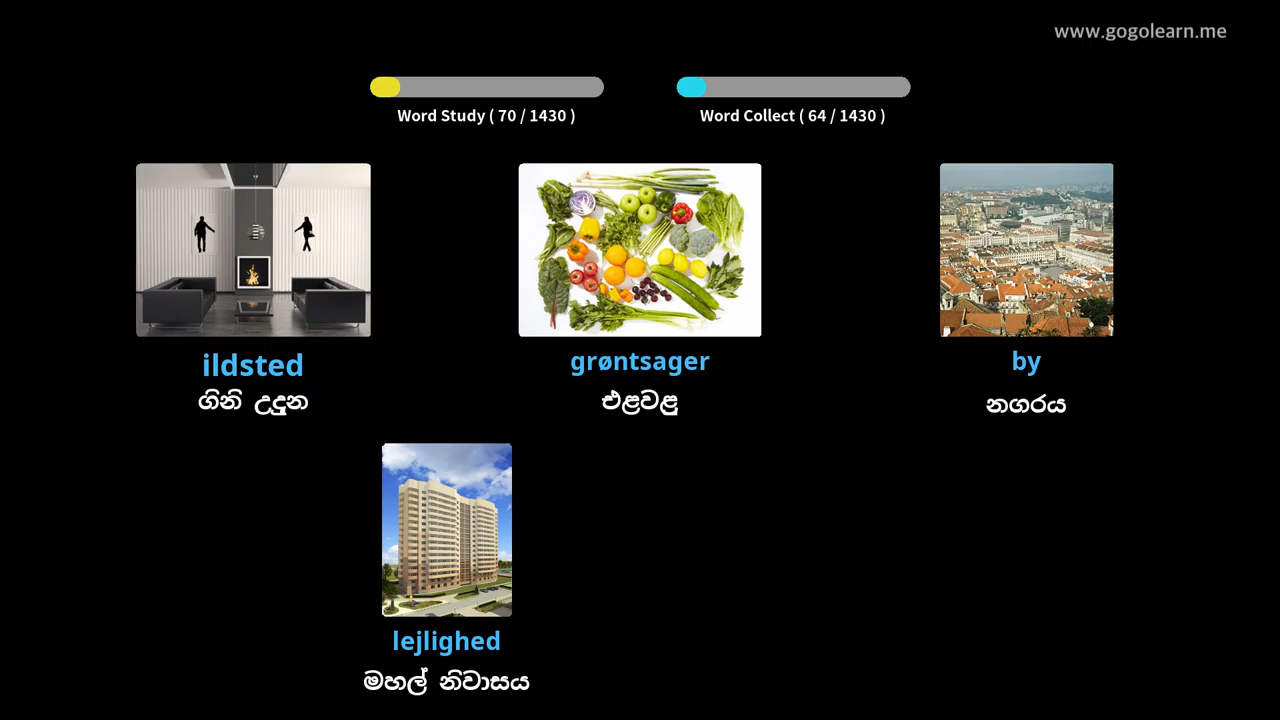 www.gogolearn.me
Word Study ( 70 / 1430 )
Word Collect ( 64 / 1430 )
ildsted
ගිනි උදුන
grøntsager
එළවළු
by
නගරය
lejlighed
මහල් නිවාසය